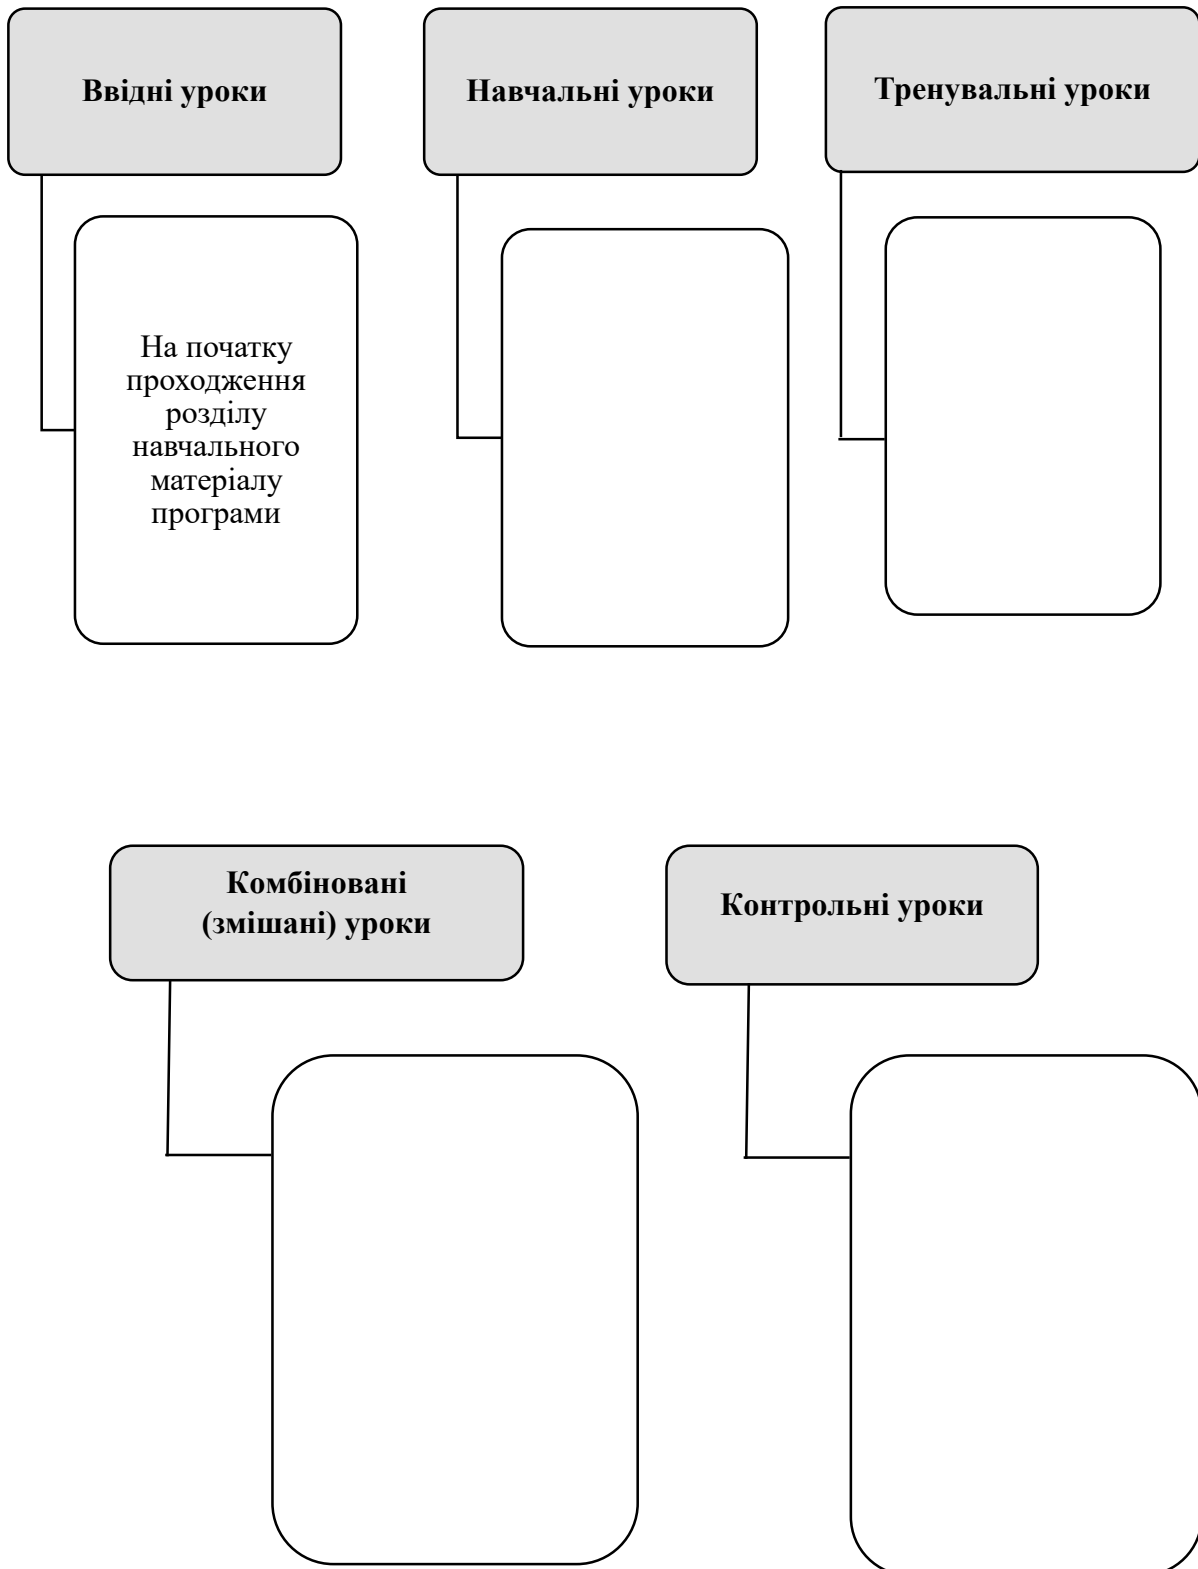 Ввідні уроки
Навчальні уроки
Тренувальні уроки
На початку
проходження
розділу
навчального
матеріалу
програми
Комбіновані
(змішані) уроки
Контрольні уроки